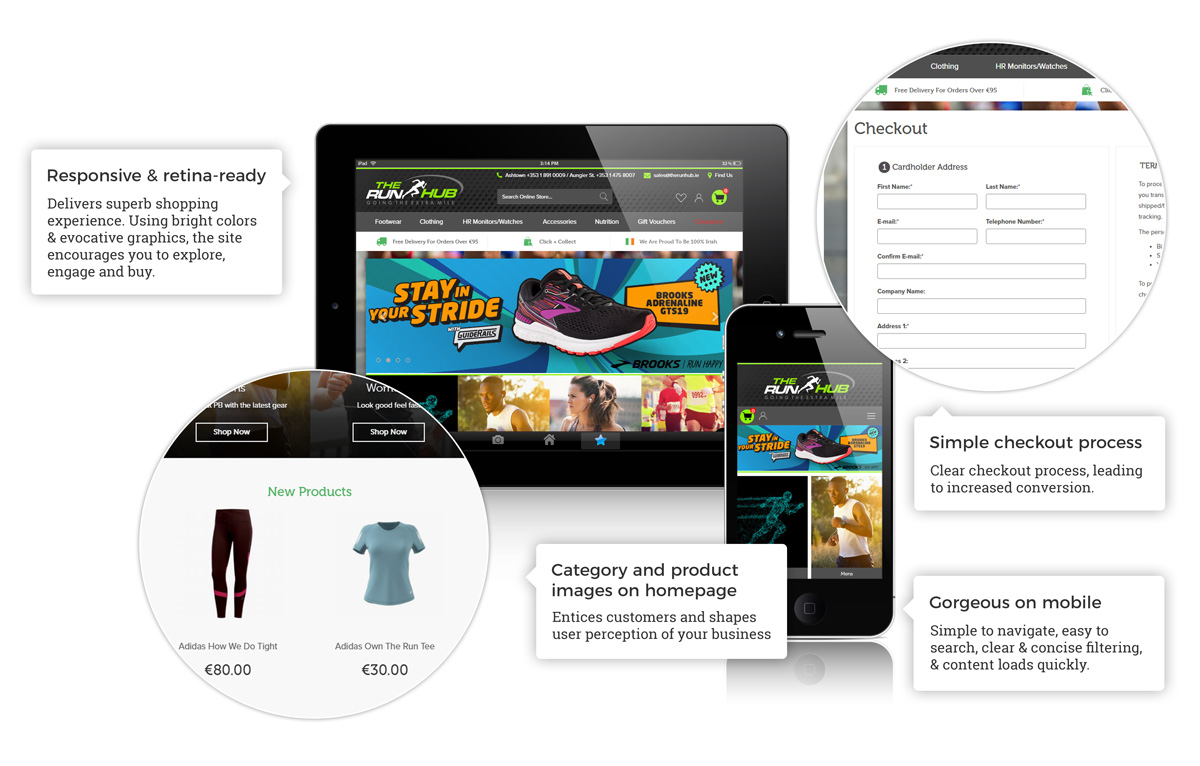 Responsive & retina-ready
Delivers superb shopping
experience. Using bright colors
& evocative graphics, the site
encourages you to explore,
engage and buy.
iPad
3:14 PM
33 %
Ashtown +353 1 891 0009 / Aungier St. +353 1 475 8007
sales@therunhub.ie
Find Us
THE
RUN HUB
GOING THE EXTRA MILE
Search Online Store...
Footwear Clothing HR Monitors/Watches Accessories Nutrition Gift Vouchers
Free Delivery For Orders Over €95
Click + Collect
We Are Proud To Be 100% Irish
STAY IN
YOUR STRIDE
WITH GUIDERAILS
NEW
BROOKS
ADRENALINE
GTS19
BROOKS | RUN HAPPY
Clothing HR Monitors/Watches
Free Delivery For Orders Over €95
Checkout
1 Cardholder Address
First Name:* Last Name:*
E-mail:* Telephone Number:*
Confirm E-mail:*
Company Name:
Address 1:*
2:
To proce
you trans
shipped/
tracking.
The pers
Simple checkout process
Clear checkout process, leading
to increased conversion.
PB with the latest gear
Look good feel fas
Shop Now
Shop Now
New Products
Adidas How We Do Tight
€80.00
Adidas Own The Run Tee
€30.00
THE
RUN HUB
GOING THE EXTRA MILE
STAY IN
YOUR STRIDE
BROOKS
ADRENALINE
GTS19
Mens
Category and product
images on homepage
Entices customers and shapes
user perception of your business
Gorgeous on mobile
Simple to navigate, easy to
search, clear & concise filtering,
& content loads quickly.